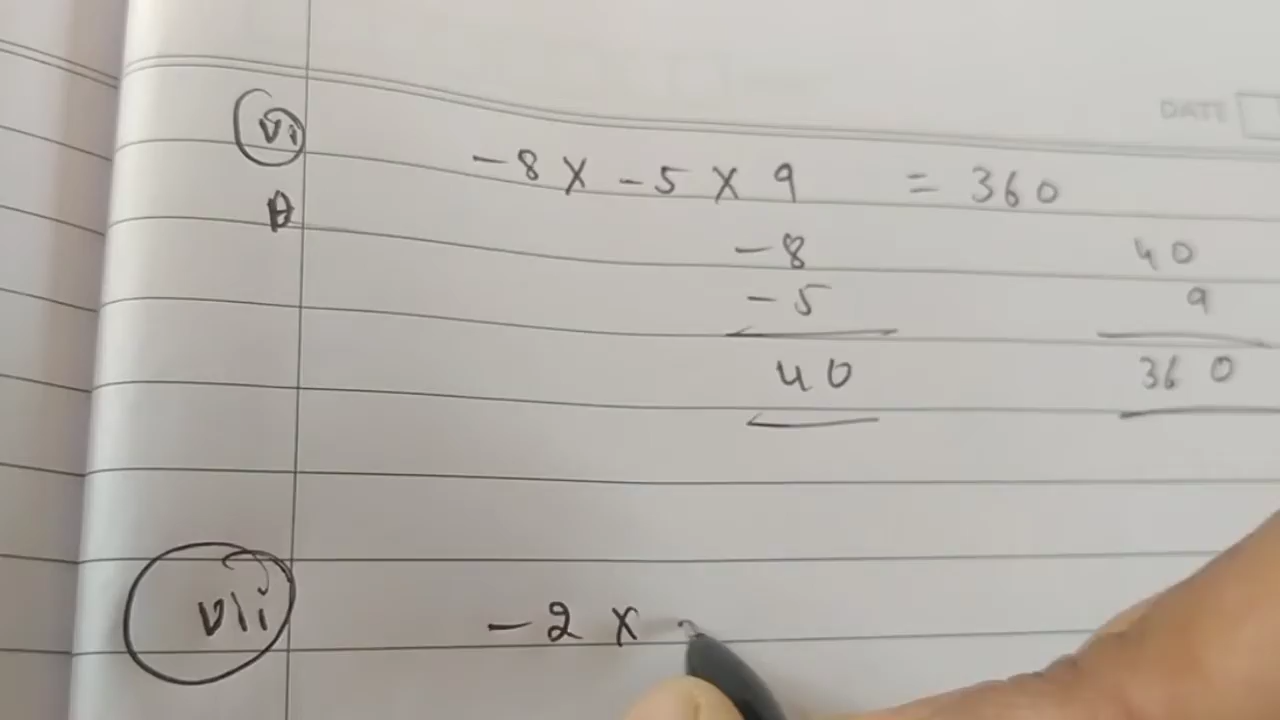 DATE
vi
-8 x -5 x 9 = 360
A
-8 40
-5 9
40 360
vii -2 x